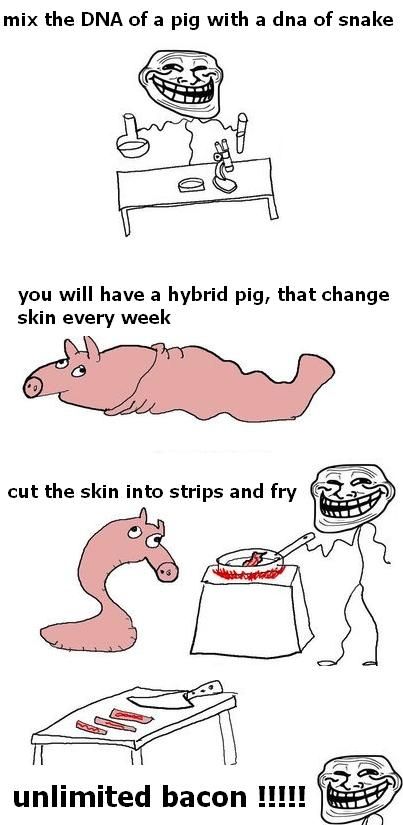 mix the DNA of a pig with a dna of snake
you will have a hybrid pig, that change
skin every week
cut the skin into strips and fry
unlimited bacon !!!!!